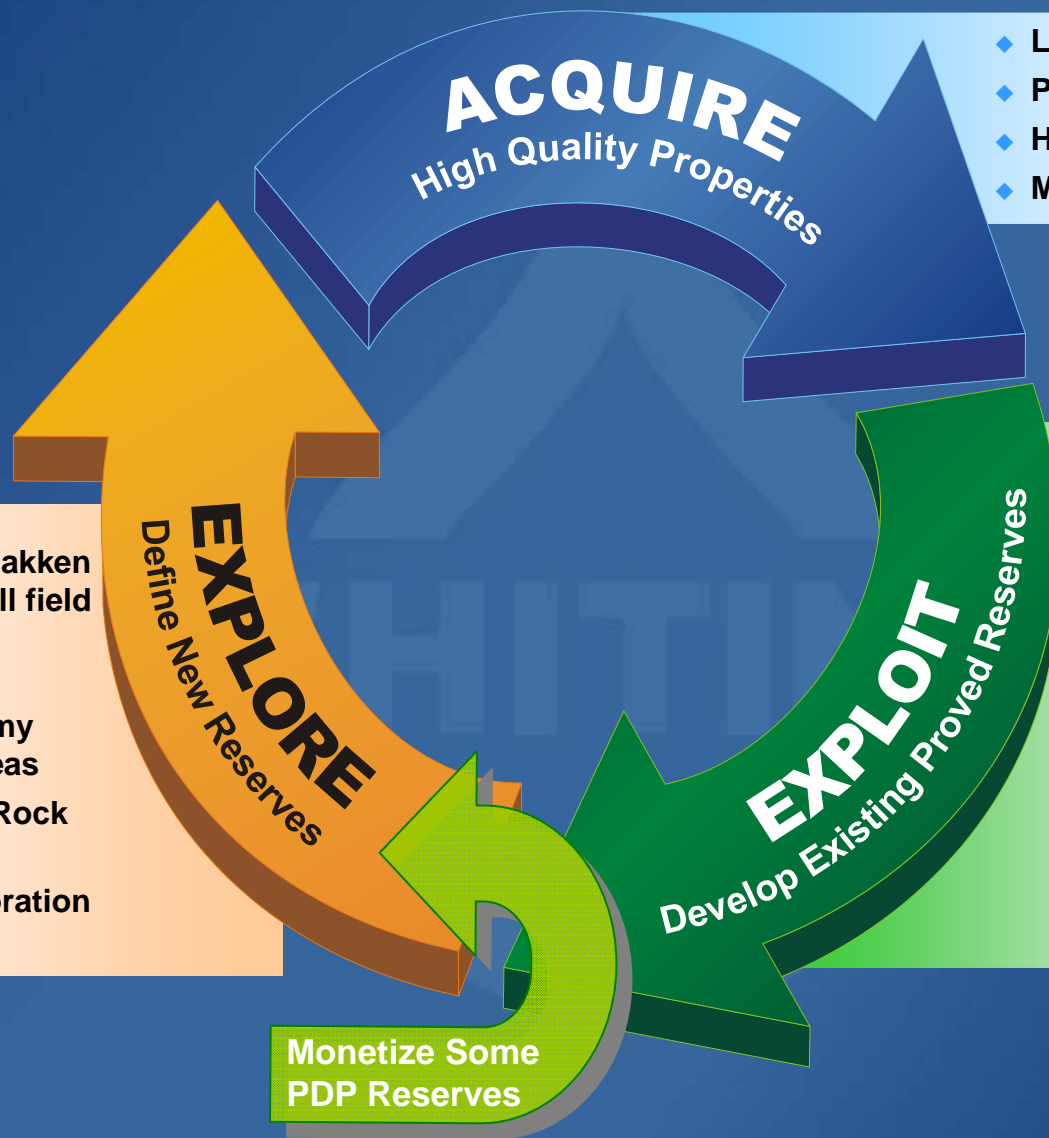 ACQUIRE
High Quality Properties
L
P
H
M
EXPLOIT
Develop Existing Proved Reserves
EXPLORE
Define New Reserves
akken
ll field
my
eas
Rock
oration
Monetize Some
PDP Reserves
HITIN